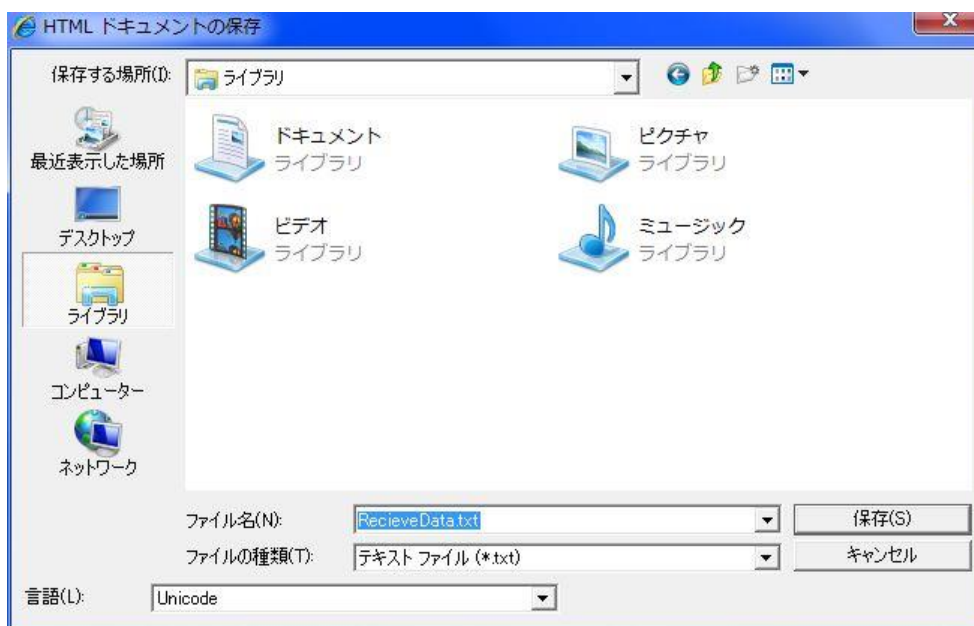 HTML ドキュメントの保存
保存する場所(I):
ライブラリ
最近表示した場所
デスクトップ
ライブラリ
コンピューター
ネットワーク
ドキュメント
ライブラリ
ピクチャ
ライブラリ
ビデオ
ライブラリ
ミュージック
ライブラリ
ファイル名(N):
RecieveData.txt
保存(S)
ファイルの種類(T):
テキスト ファイル (*.txt)
キャンセル
言語(L):
Unicode